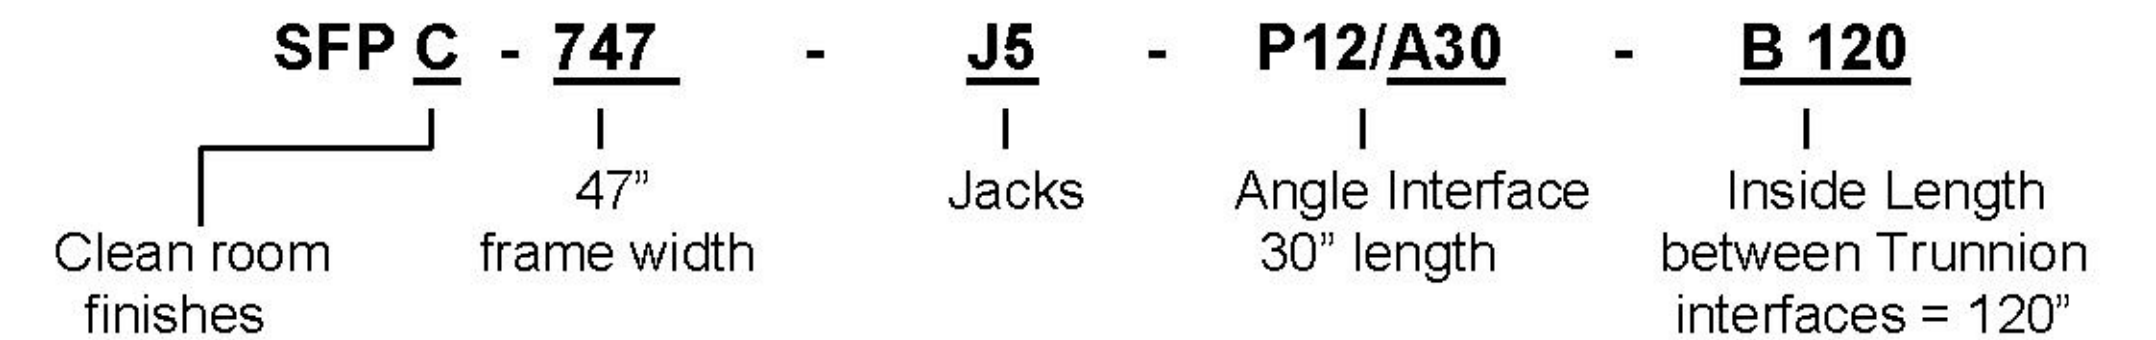 SFP C - 747 - J5 - P12/A30 - B 120
47” Jacks Angle Interface Inside Length
Clean room frame width 30” length between Trunnion
finishes interfaces = 120”